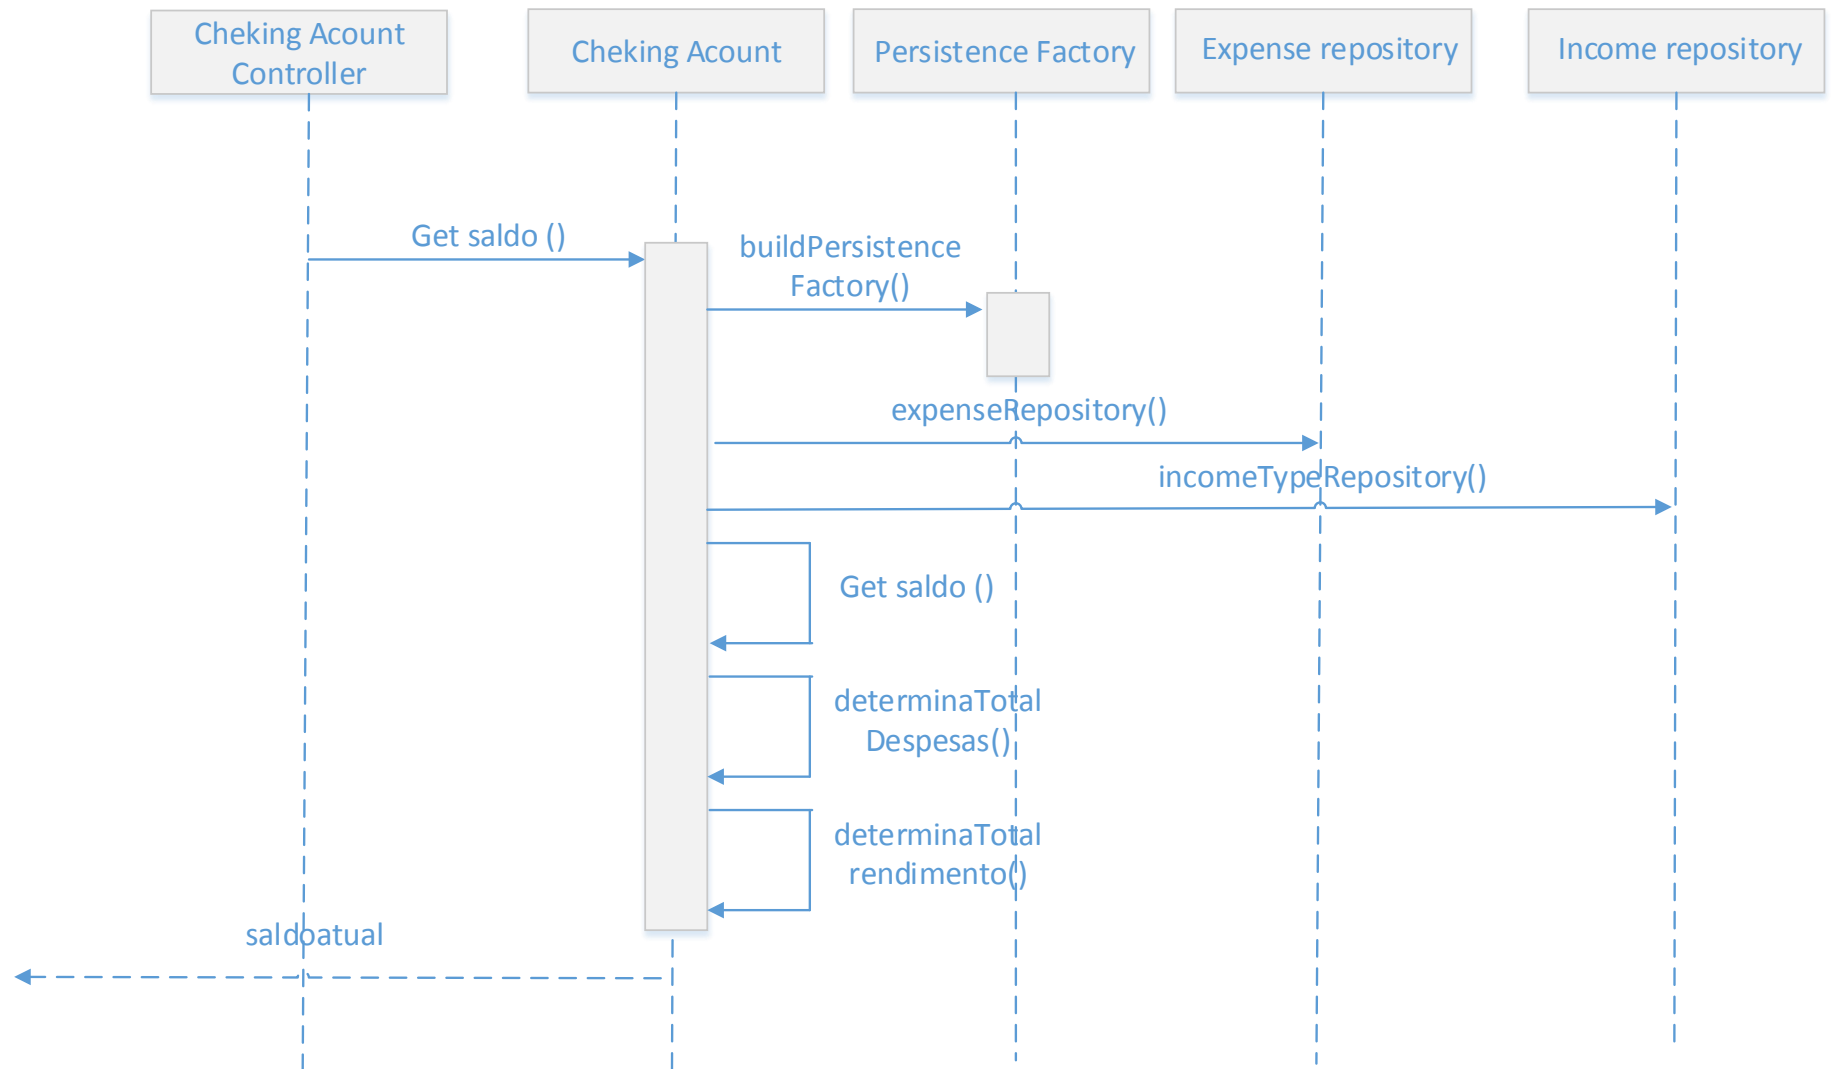 Cheking Acount
Controller
Cheking Acount
Persistence Factory
Expense repository
Income repository
Get saldo ()
buildPersistence
Factory()
expenseRepository()
incomeTypeRepository()
Get saldo ()
determinaTotal
Despesas()
determinaTotal
rendimento()
saldoatual